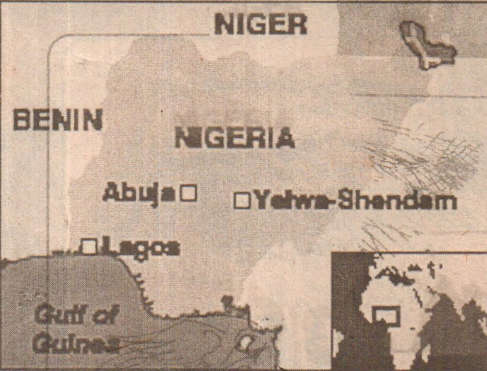 NIGER
BENIN
NIGERIA
Abuja
Yelwa-Shendam
Lagos
Gulf of
Guinea